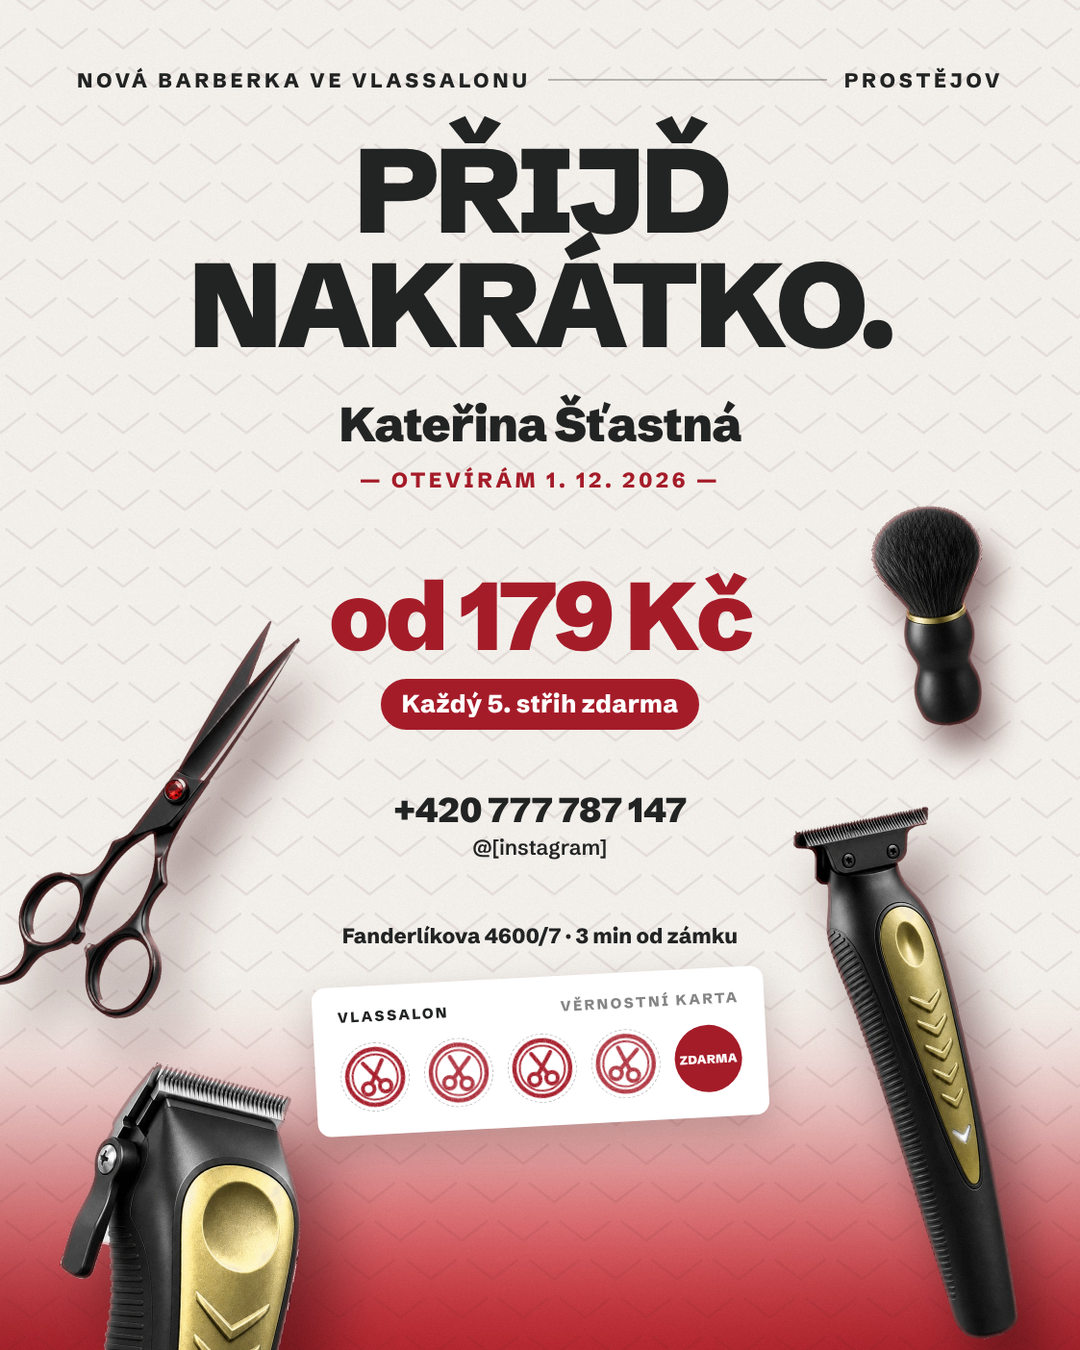 NOVÁ BARBERKA VE VLASSALONU PROSTĚJOV
PŘIJĎ
NAKRÁTKO.
Kateřina Šťastná
— OTEVÍRÁM 1. 12. 2026 —
od 179 Kč
Každý 5. střih zdarma
+420 777 787 147
@[instagram]
Fanderlíkova 4600/7 · 3 min od zámku
VLASSALON VĚRNOSTNÍ KARTA
ZDARMA